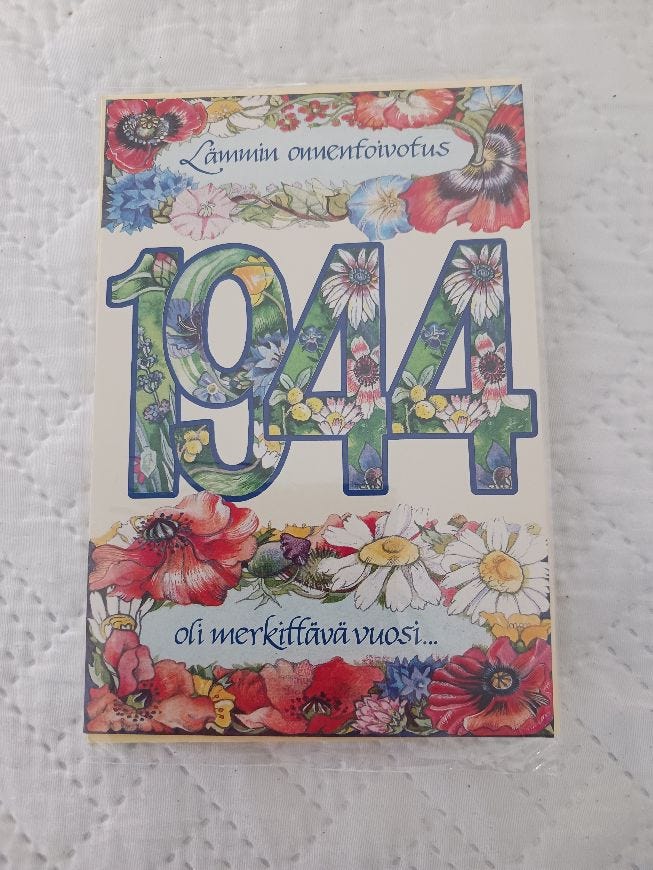 Lämmin onnentoivotus
1944
oli merkittävä vuosi...